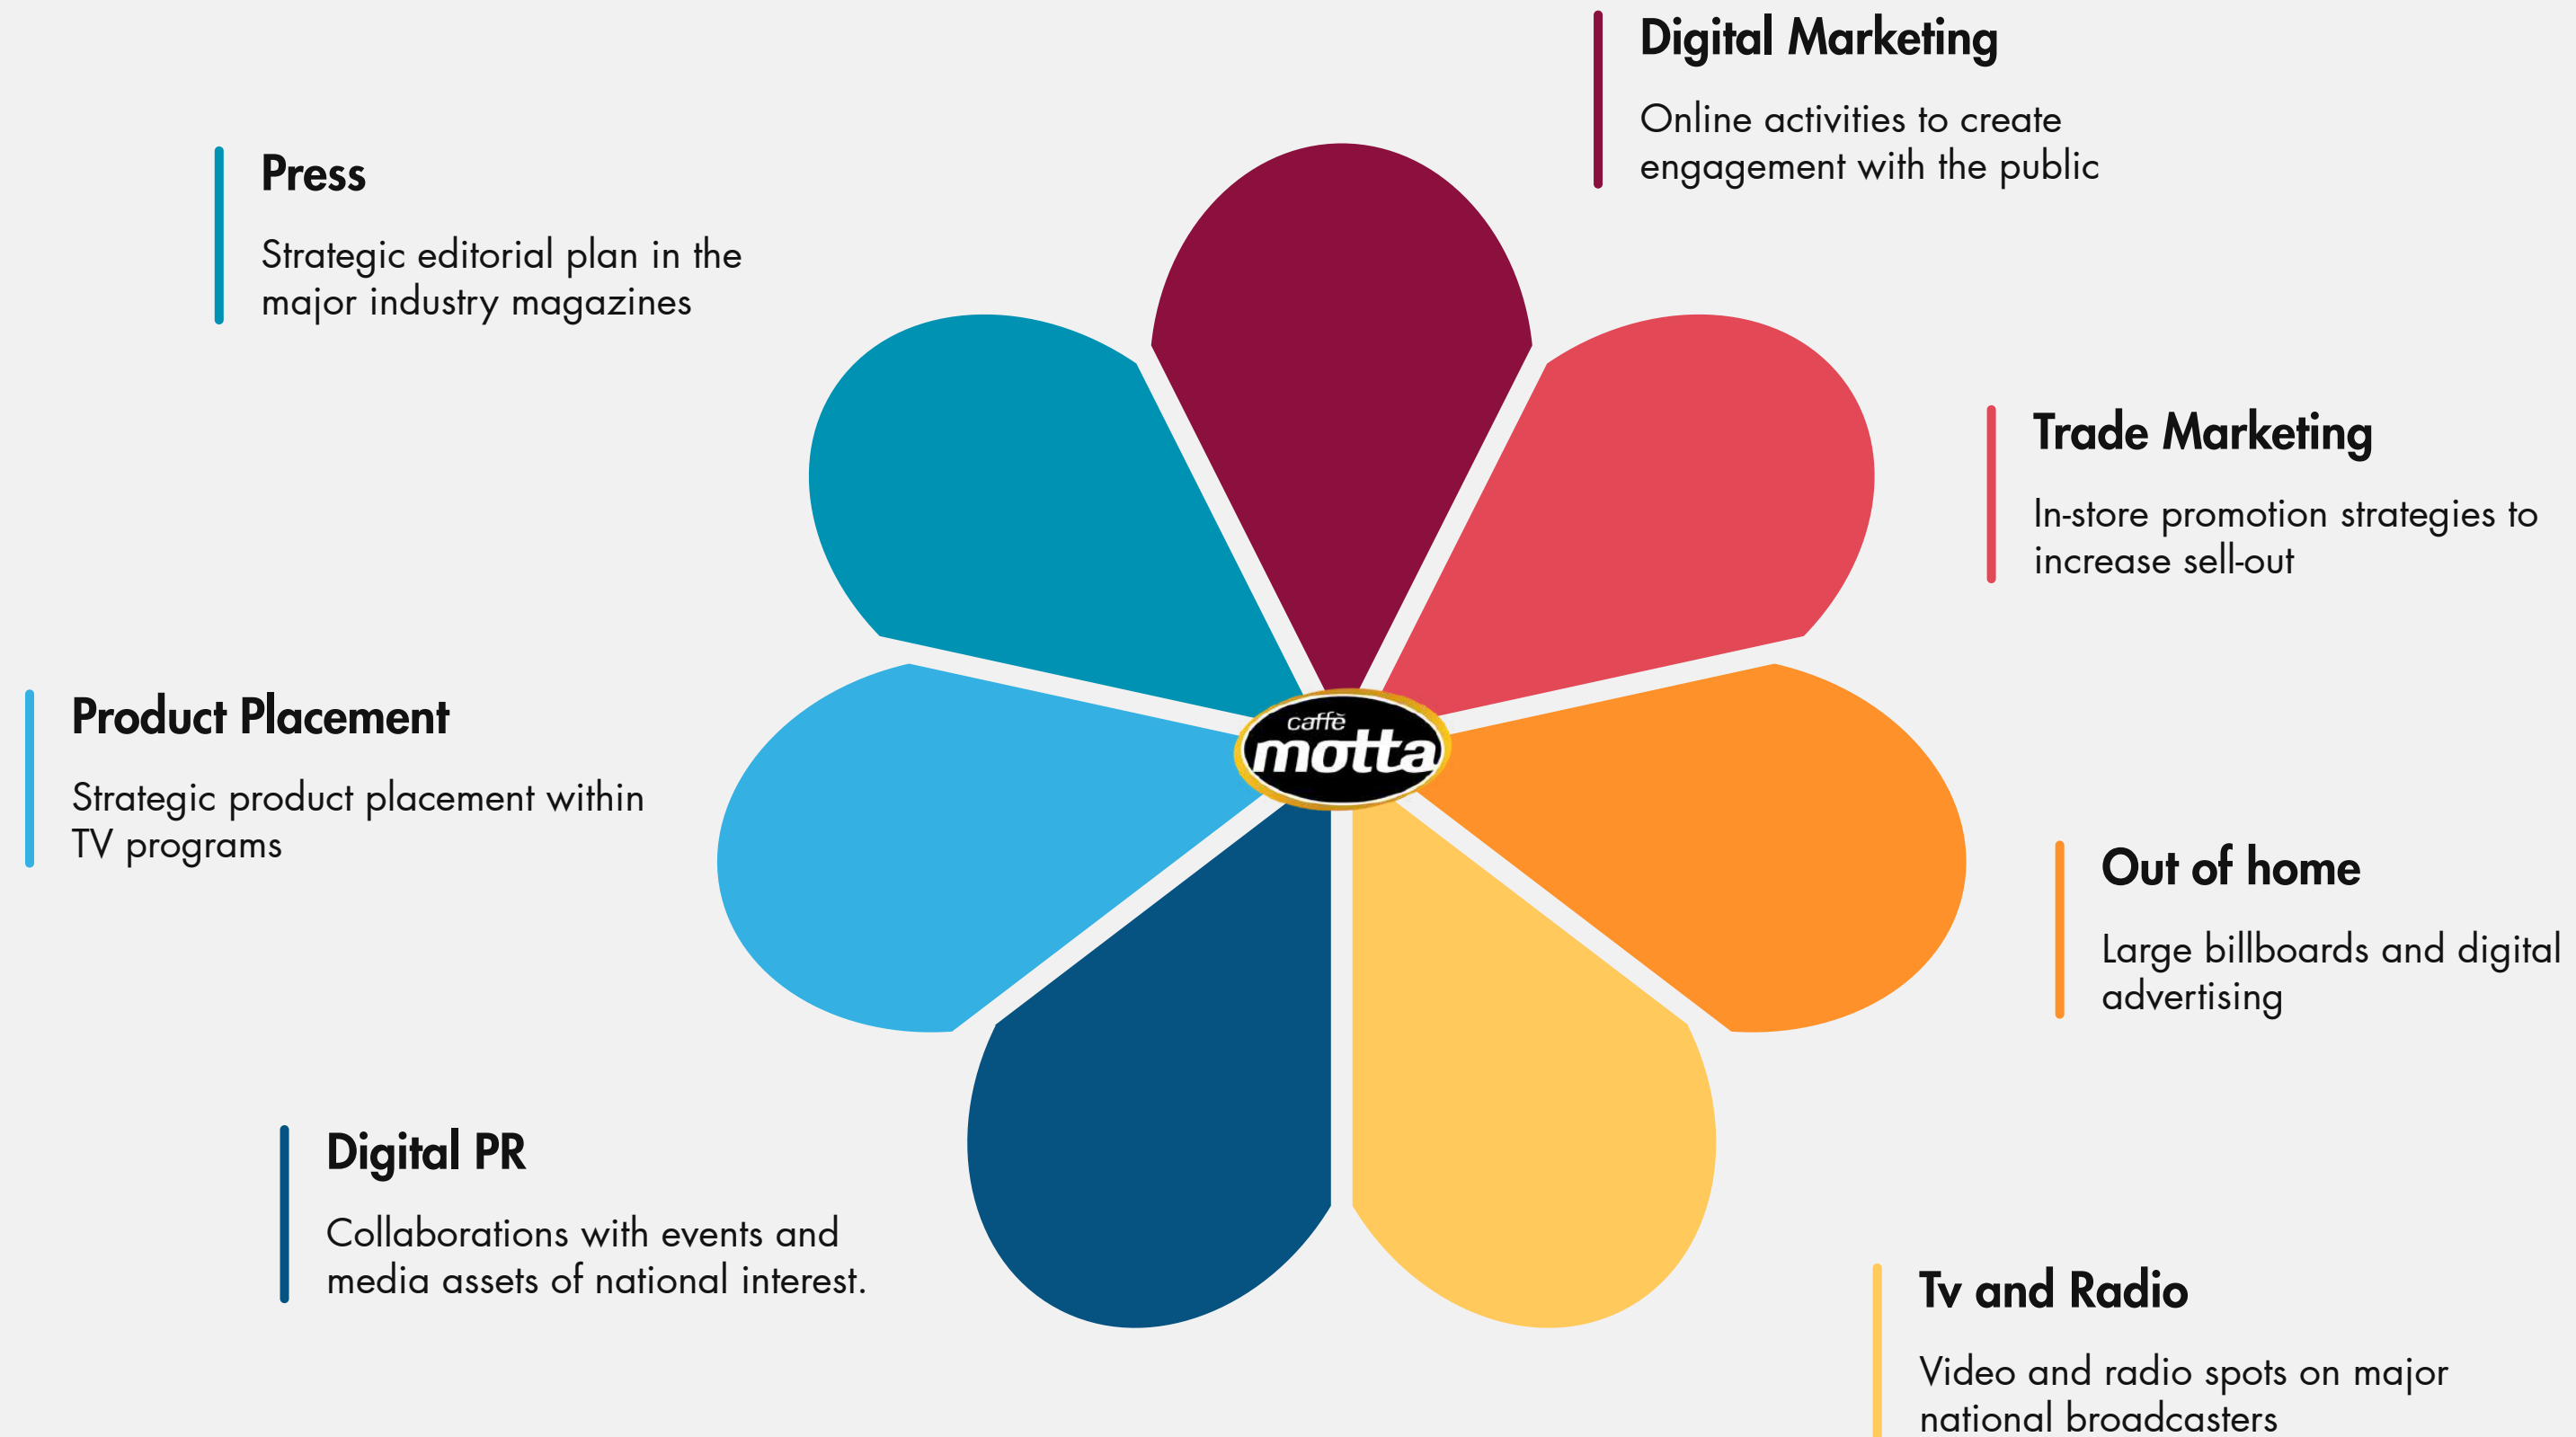 Digital Marketing
Online activities to create
engagement with the public
Press
Strategic editorial plan in the
major industry magazines
Trade Marketing
In-store promotion strategies to
increase sell-out
Product Placement
Strategic product placement within
TV programs
caffè
motta
Out of home
Large billboards and digital
advertising
Digital PR
Collaborations with events and
media assets of national interest.
Tv and Radio
Video and radio spots on major
national broadcasters